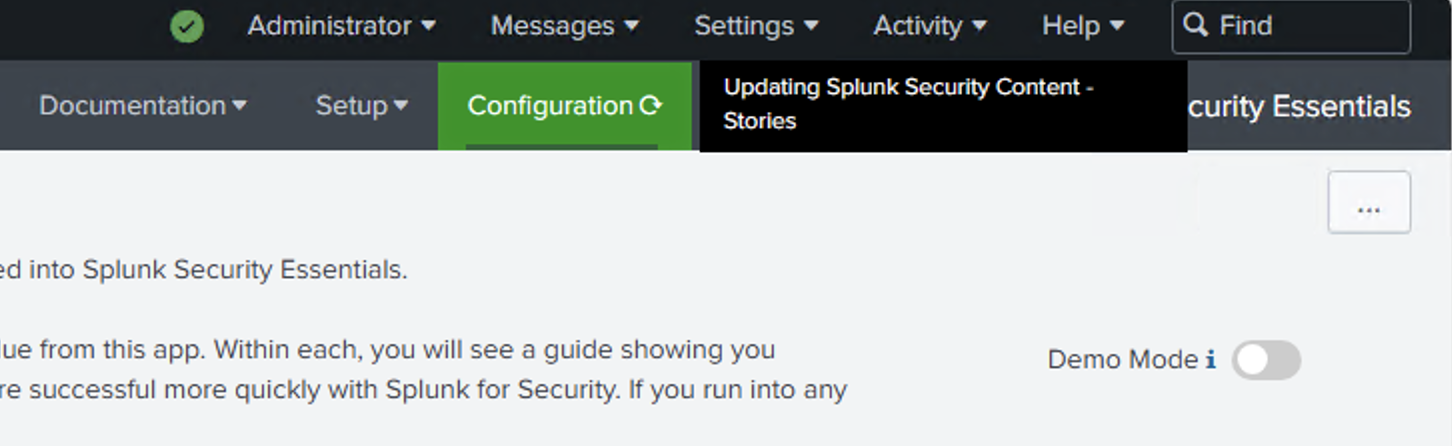 Administrator Messages Settings Activity Help Find
Documentation Setup Configuration Updating Splunk Security Content -
Stories
curity Essentials
...
ed into Splunk Security Essentials.
lue from this app. Within each, you will see a guide showing you
re successful more quickly with Splunk for Security. If you run into any
Demo Mode i